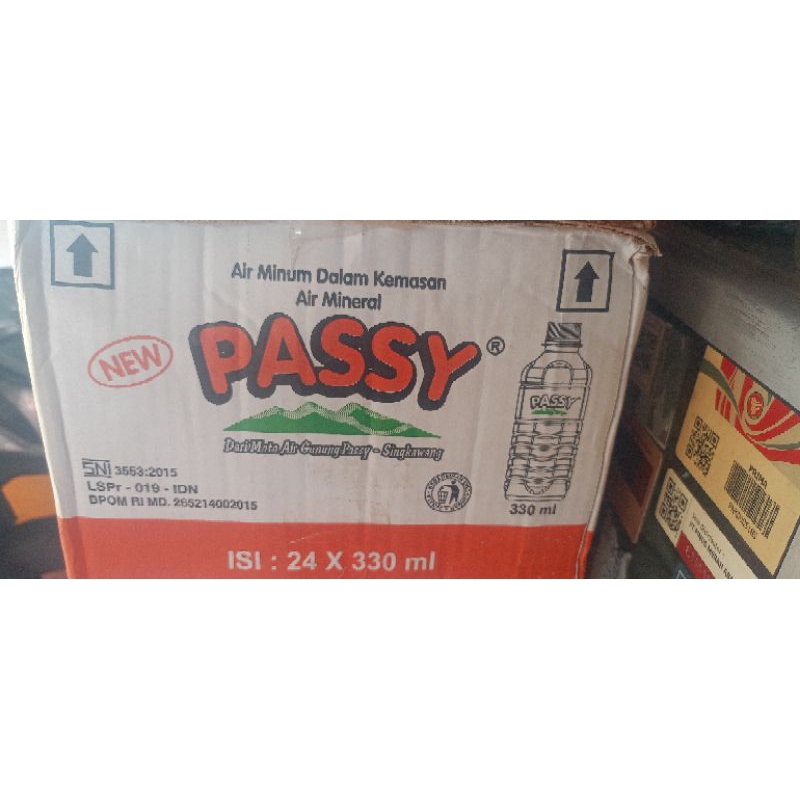 Air Minum Dalam Kemasan
Air Mineral
NEW
PASSY®
PASSY
Dari Mata Air Gunung Passy - Singkawang
SNI 3553:2015
LSPr - 019 - IDN
BPOM RI MD. 265214002015
330 ml
ISI : 24 X 330 ml